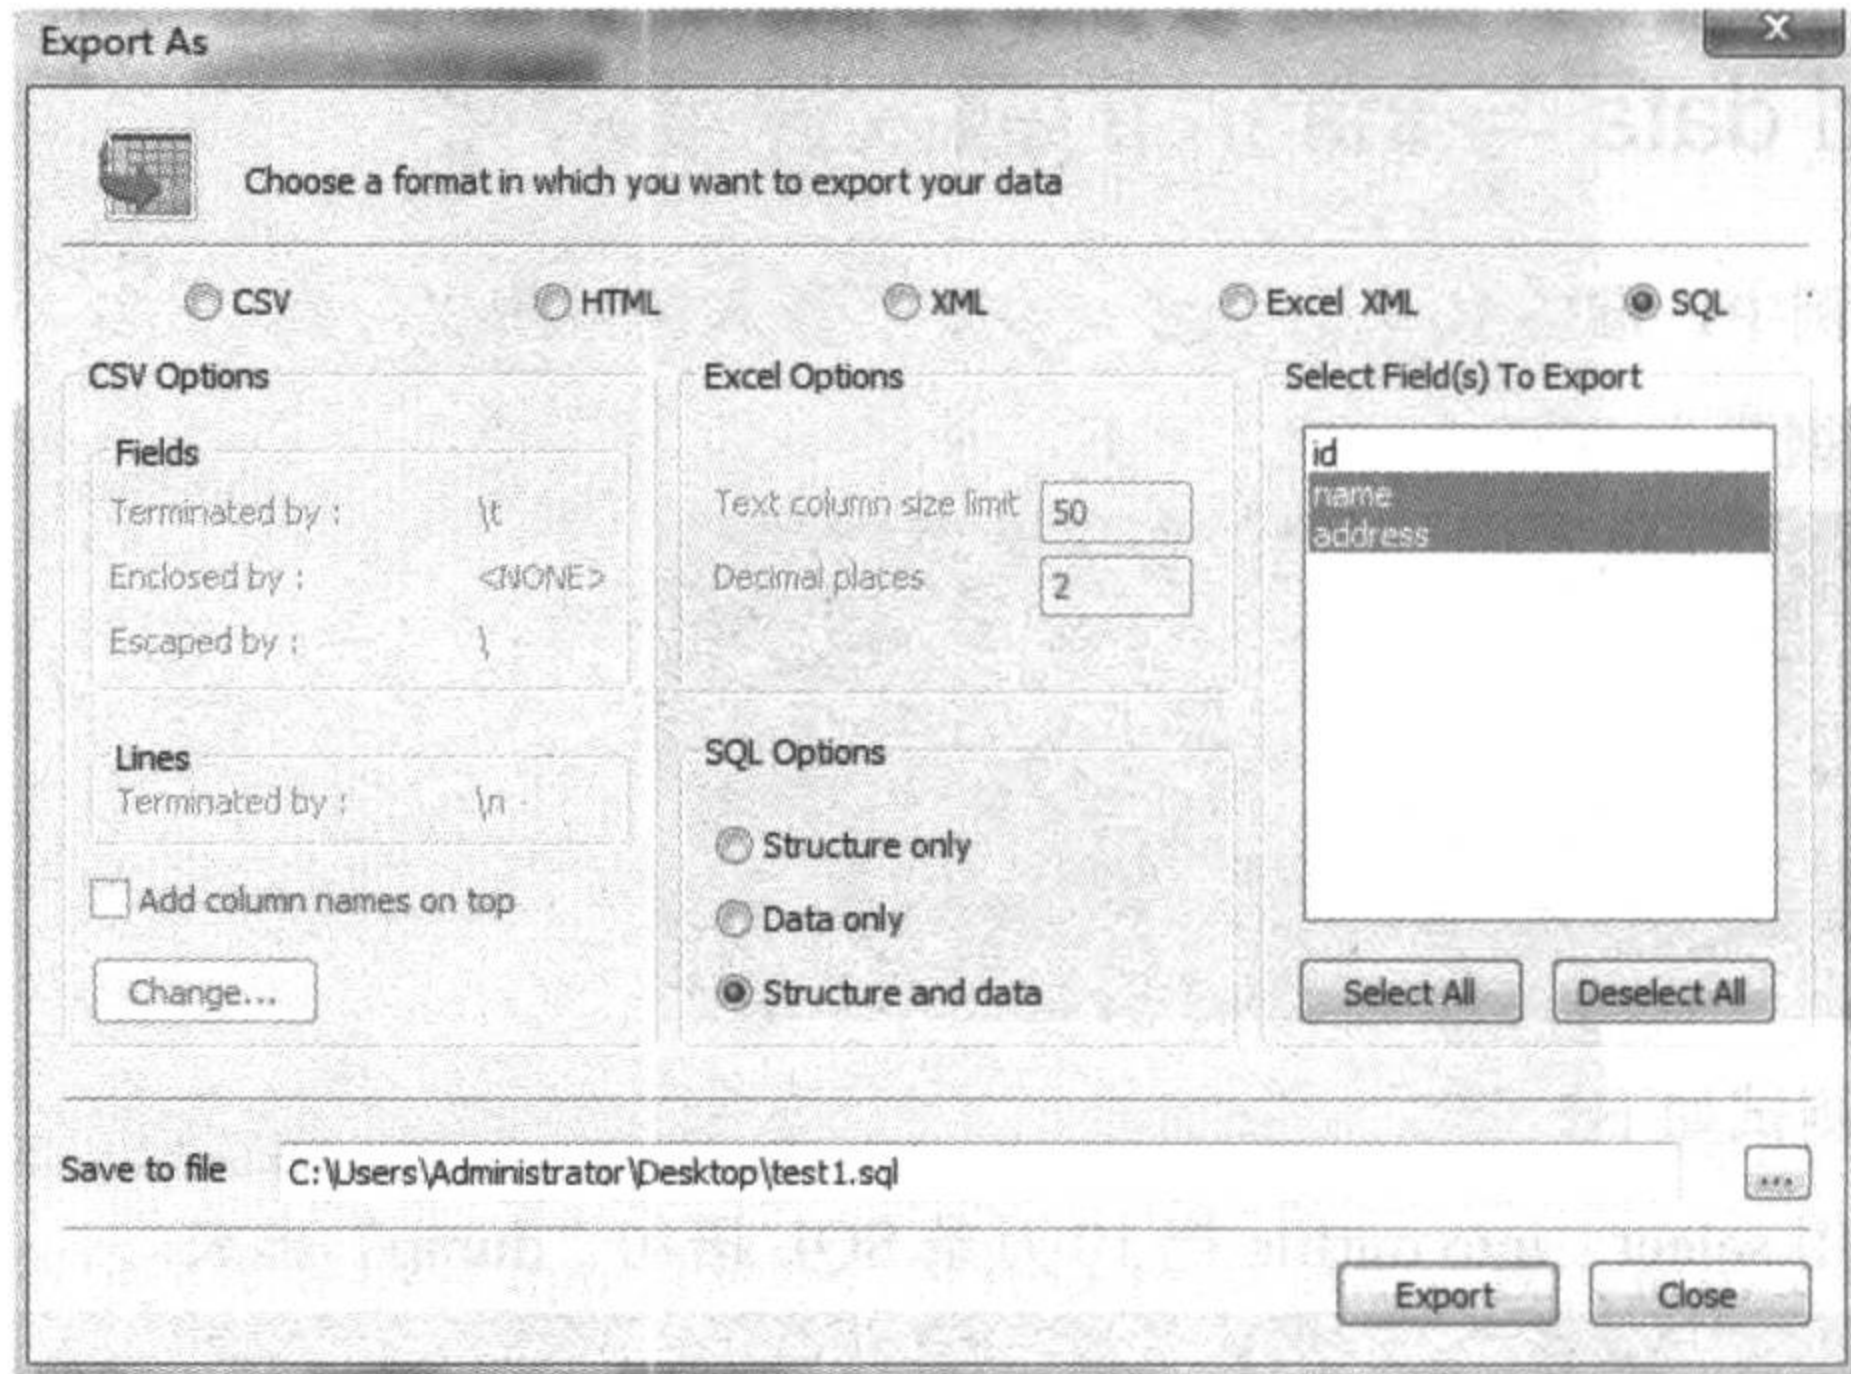 Export As
X
Choose a format in which you want to export your data
CSV
HTML
XML
Excel XML
SQL
CSV Options
Fields
Terminated by : \t
Enclosed by : <NONE>
Escaped by : \
Lines
Terminated by : \n
Add column names on top
Change...
Excel Options
Text column size limit 50
Decimal places 2
SQL Options
Structure only
Data only
Structure and data
Select Field(s) To Export
id
name
address
Select All
Deselect All
Save to file C:\Users\Administrator\Desktop\test1.sql
...
Export
Close